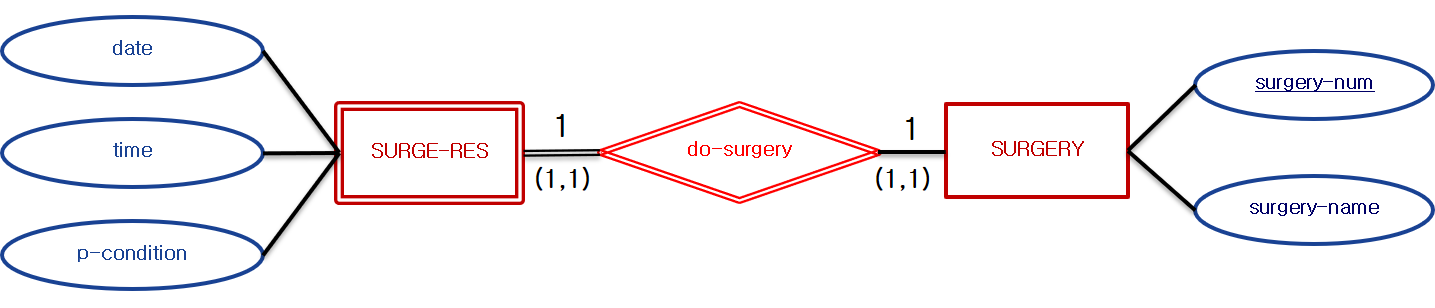 date
time
p-condition
SURGE-RES
1
(1,1)
do-surgery
1
(1,1)
SURGERY
surgery-num
surgery-name